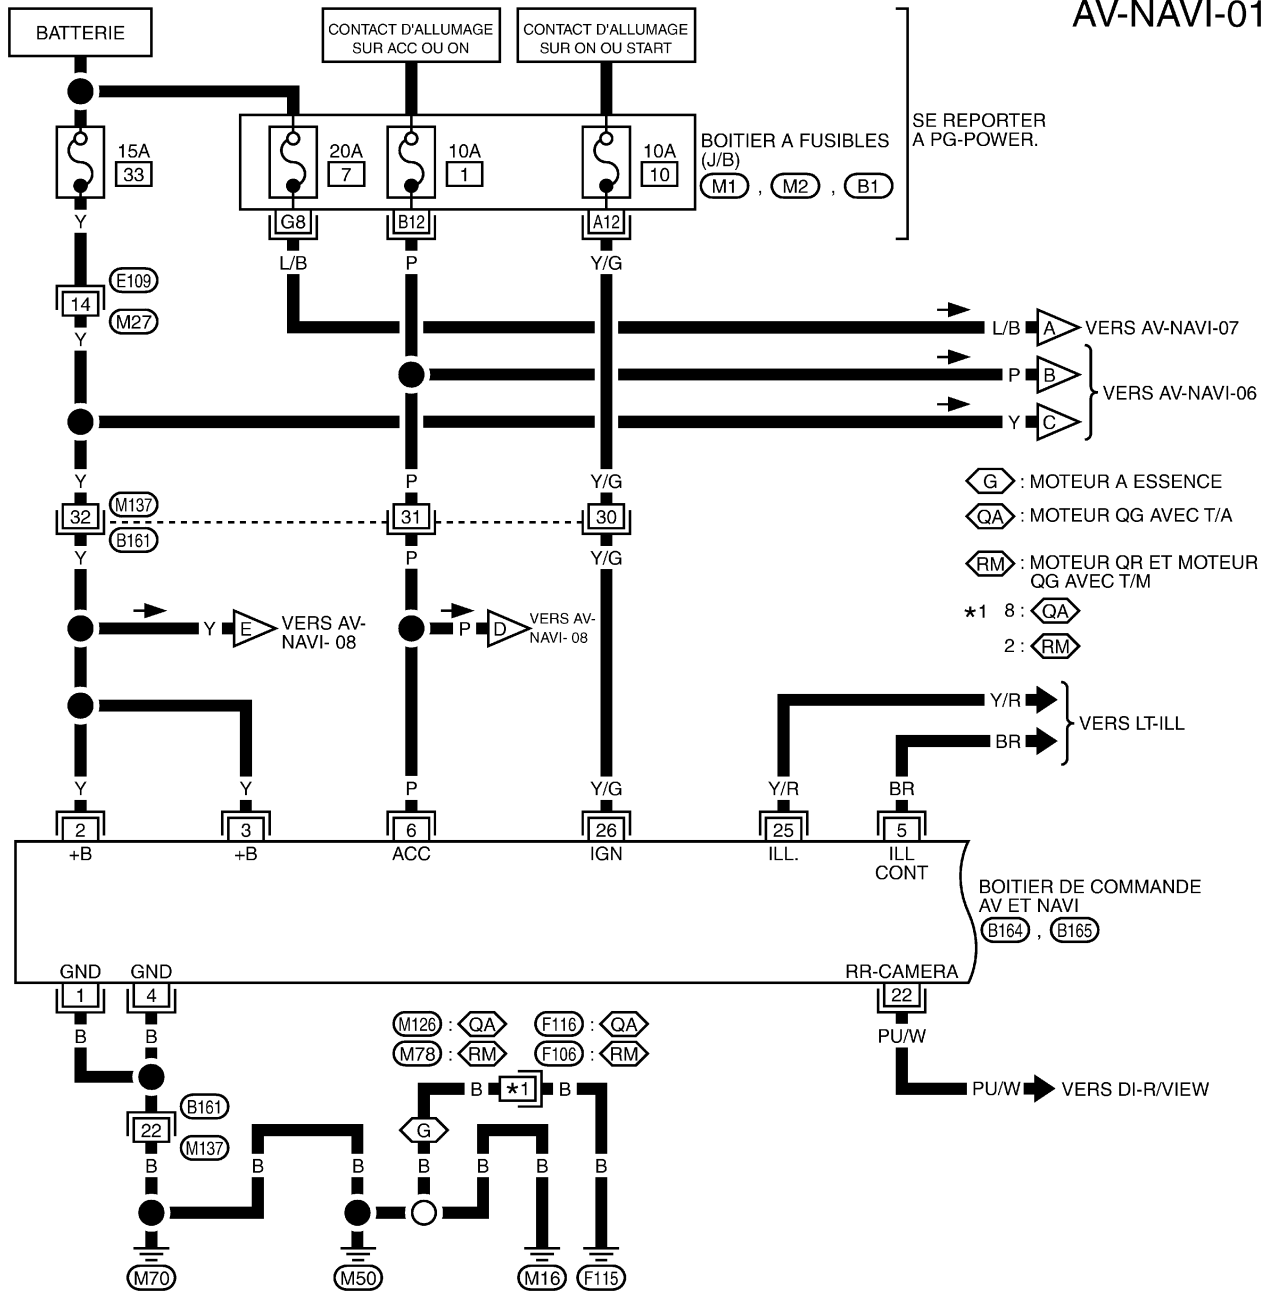 AV-NAVI-01
BATTERIE
CONTACT D'ALLUMAGE
SUR ACC OU ON
CONTACT D'ALLUMAGE
SUR ON OU START
SE REPORTER
A PG-POWER.
15A
33
20A
7
10A
1
10A
10
BOITIER A FUSIBLES
(J/B)
M1 , M2 , B1
G8
B12
A12
Y
L/B
P
Y/G
E109
14
M27
Y
L/B
A
VERS AV-NAVI-07
P
B
VERS AV-NAVI-06
Y
C
Y
P
Y/G
M137
32
31
30
B161
Y
P
Y/G
G : MOTEUR A ESSENCE
QA : MOTEUR QG AVEC T/A
RM : MOTEUR QR ET MOTEUR
QG AVEC T/M
*1 8 : QA
2 : RM
Y
E
VERS AV-
NAVI- 08
P
D
VERS AV-
NAVI- 08
Y/R
BR
VERS LT-ILL
Y
Y
P
Y/G
Y/R
BR
2
3
6
26
25
5
+B
+B
ACC
IGN
ILL.
ILL
CONT
BOITIER DE COMMANDE
AV ET NAVI
B164 , B165
GND
GND
RR-CAMERA
1
4
22
B
B
PU/W
M126 : QA
F116 : QA
M78 : RM
F106 : RM
B
*1
B
PU/W
VERS DI-R/VIEW
B161
22
M137
G
B
B
B
B
B
B
B
M70
M50
M16
F115